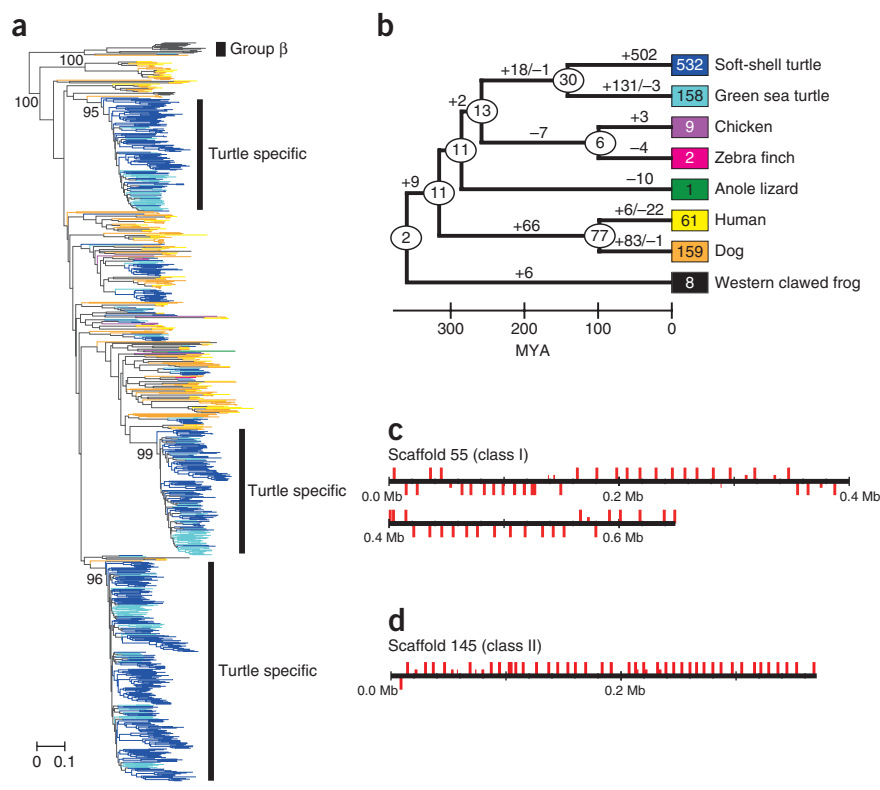 a
100
Group β
100
95
Turtle specific
99
Turtle specific
96
Turtle specific
0 0.1
b
+502
+18/−1
30
532 Soft-shell turtle
+131/−3
158 Green sea turtle
+2
13
+3
9 Chicken
−7
6
−4
2 Zebra finch
11
−10
1 Anole lizard
+9
11
+6/−22
61 Human
+66
77
+83/−1
159 Dog
2
+6
8 Western clawed frog
300 200 100 0
MYA
c
Scaffold 55 (class I)
0.0 Mb 0.2 Mb 0.4 Mb
0.4 Mb 0.6 Mb
d
Scaffold 145 (class II)
0.0 Mb 0.2 Mb